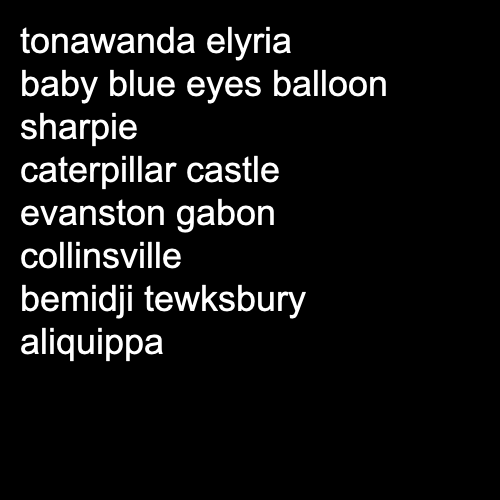 tonawanda elyria
baby blue eyes balloon
sharpie
caterpillar castle
evanston gabon
collinsville
bemidji tewksbury
aliquippa